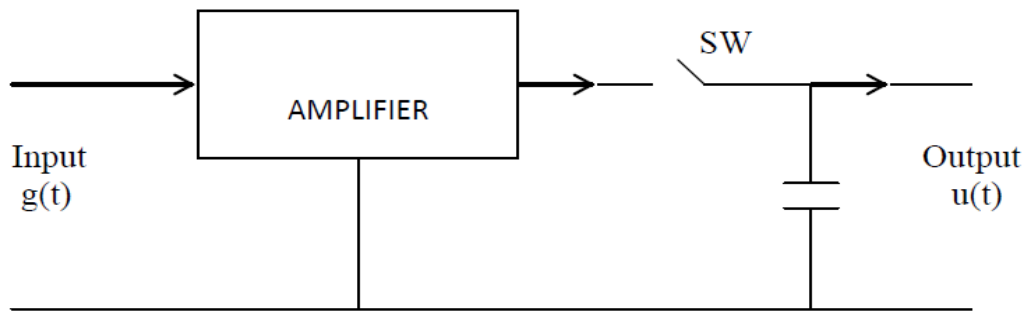 SW
AMPLIFIER
Input
g(t)
Output
u(t)